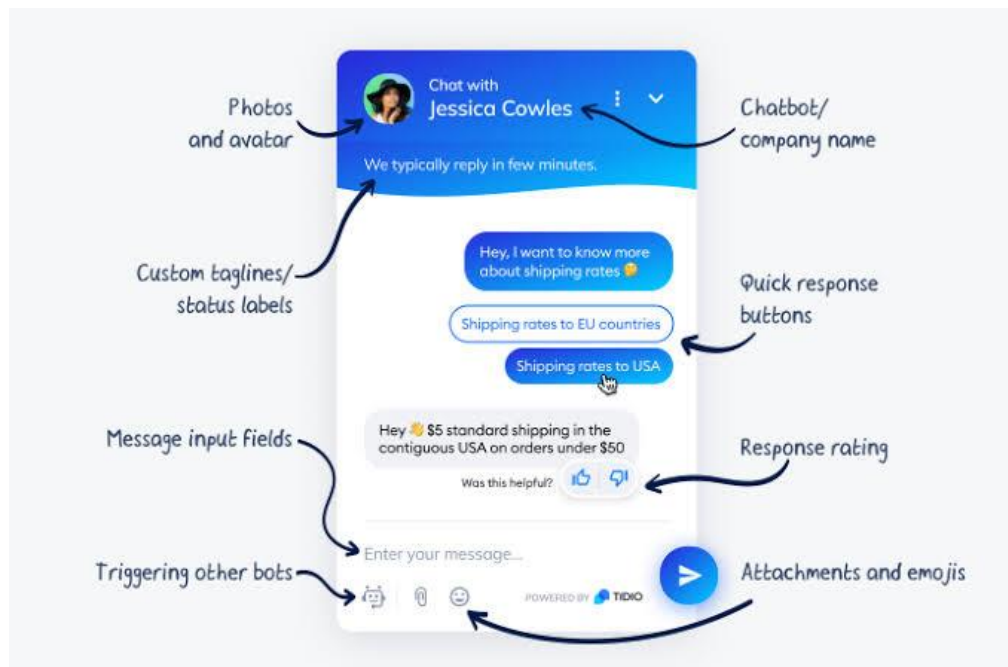 Chat with
Jessica Cowles
We typically reply in few minutes.
Photos
and avatar
Chatbot/
company name
Custom taglines/
status labels
Hey, I want to know more
about shipping rates 🤔
Shipping rates to EU countries
Shipping rates to USA
Quick response
buttons
Hey 👋 $5 standard shipping in the
contiguous USA on orders under $50
Was this helpful?
Message input fields
Response rating
Enter your message...
Triggering other bots
POWERED BY TIDIO
Attachments and emojis